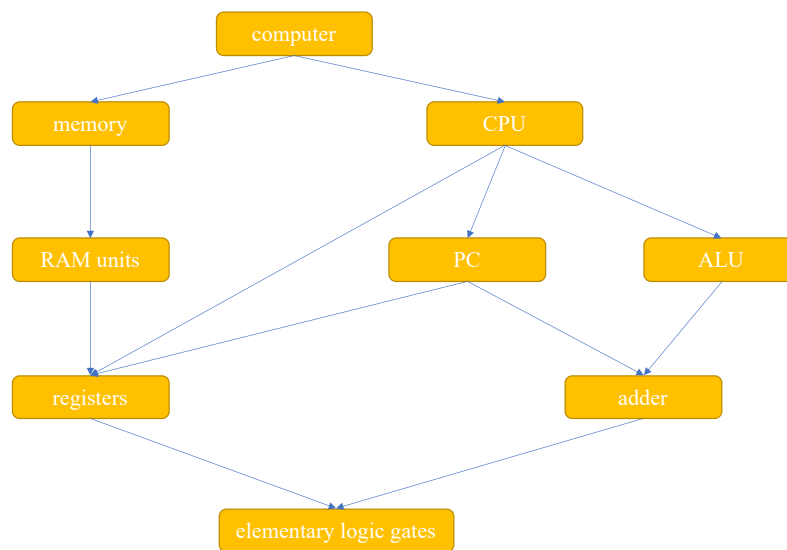 computer
memory
CPU
RAM units
PC
ALU
registers
adder
elementary logic gates